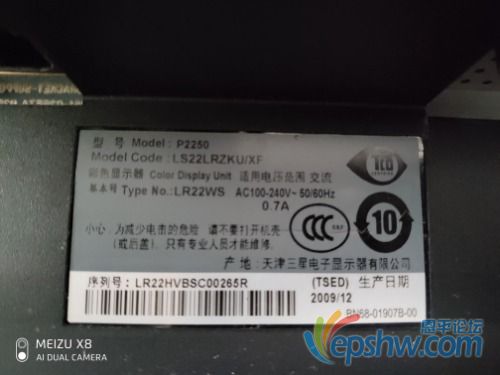 型 号 Model: P2250
Model Code: LS22LRZKU/XF
彩色显示器 Color Display Unit 适用电压范围 交流
基本号 Type No.: LR22WS AC100-240V~ 50/60Hz
0.7A
TCO
CCC
10
小心: 为减少电击的危险 请不要打开机壳
(或后盖). 只有专业人员才能维修.
产 地: 天津三星电子显示器有限公司
序列号: LR22HVBSC00265R
(TSED) 生产日期
2009/12
BN68-01907B-00
MEIZU X8
AI DUAL CAMERA
恩平论坛
epshw.com